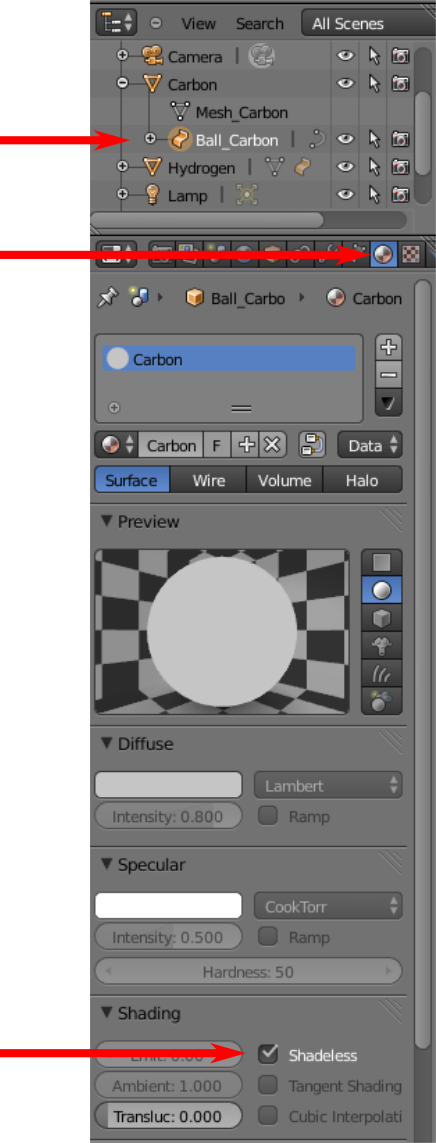 View Search All Scenes
Camera
Carbon
Mesh_Carbon
Ball_Carbon
Hydrogen
Lamp
Ball_Carbo Carbon
Carbon
Carbon F Data
Surface Wire Volume Halo
Preview
Diffuse
Lambert
Intensity: 0.800 Ramp
Specular
CookTorr
Intensity: 0.500 Ramp
Hardness: 50
Shading
Emit: 0.00 Shadeless
Ambient: 1.000 Tangent Shading
Transluc: 0.000 Cubic Interpolati